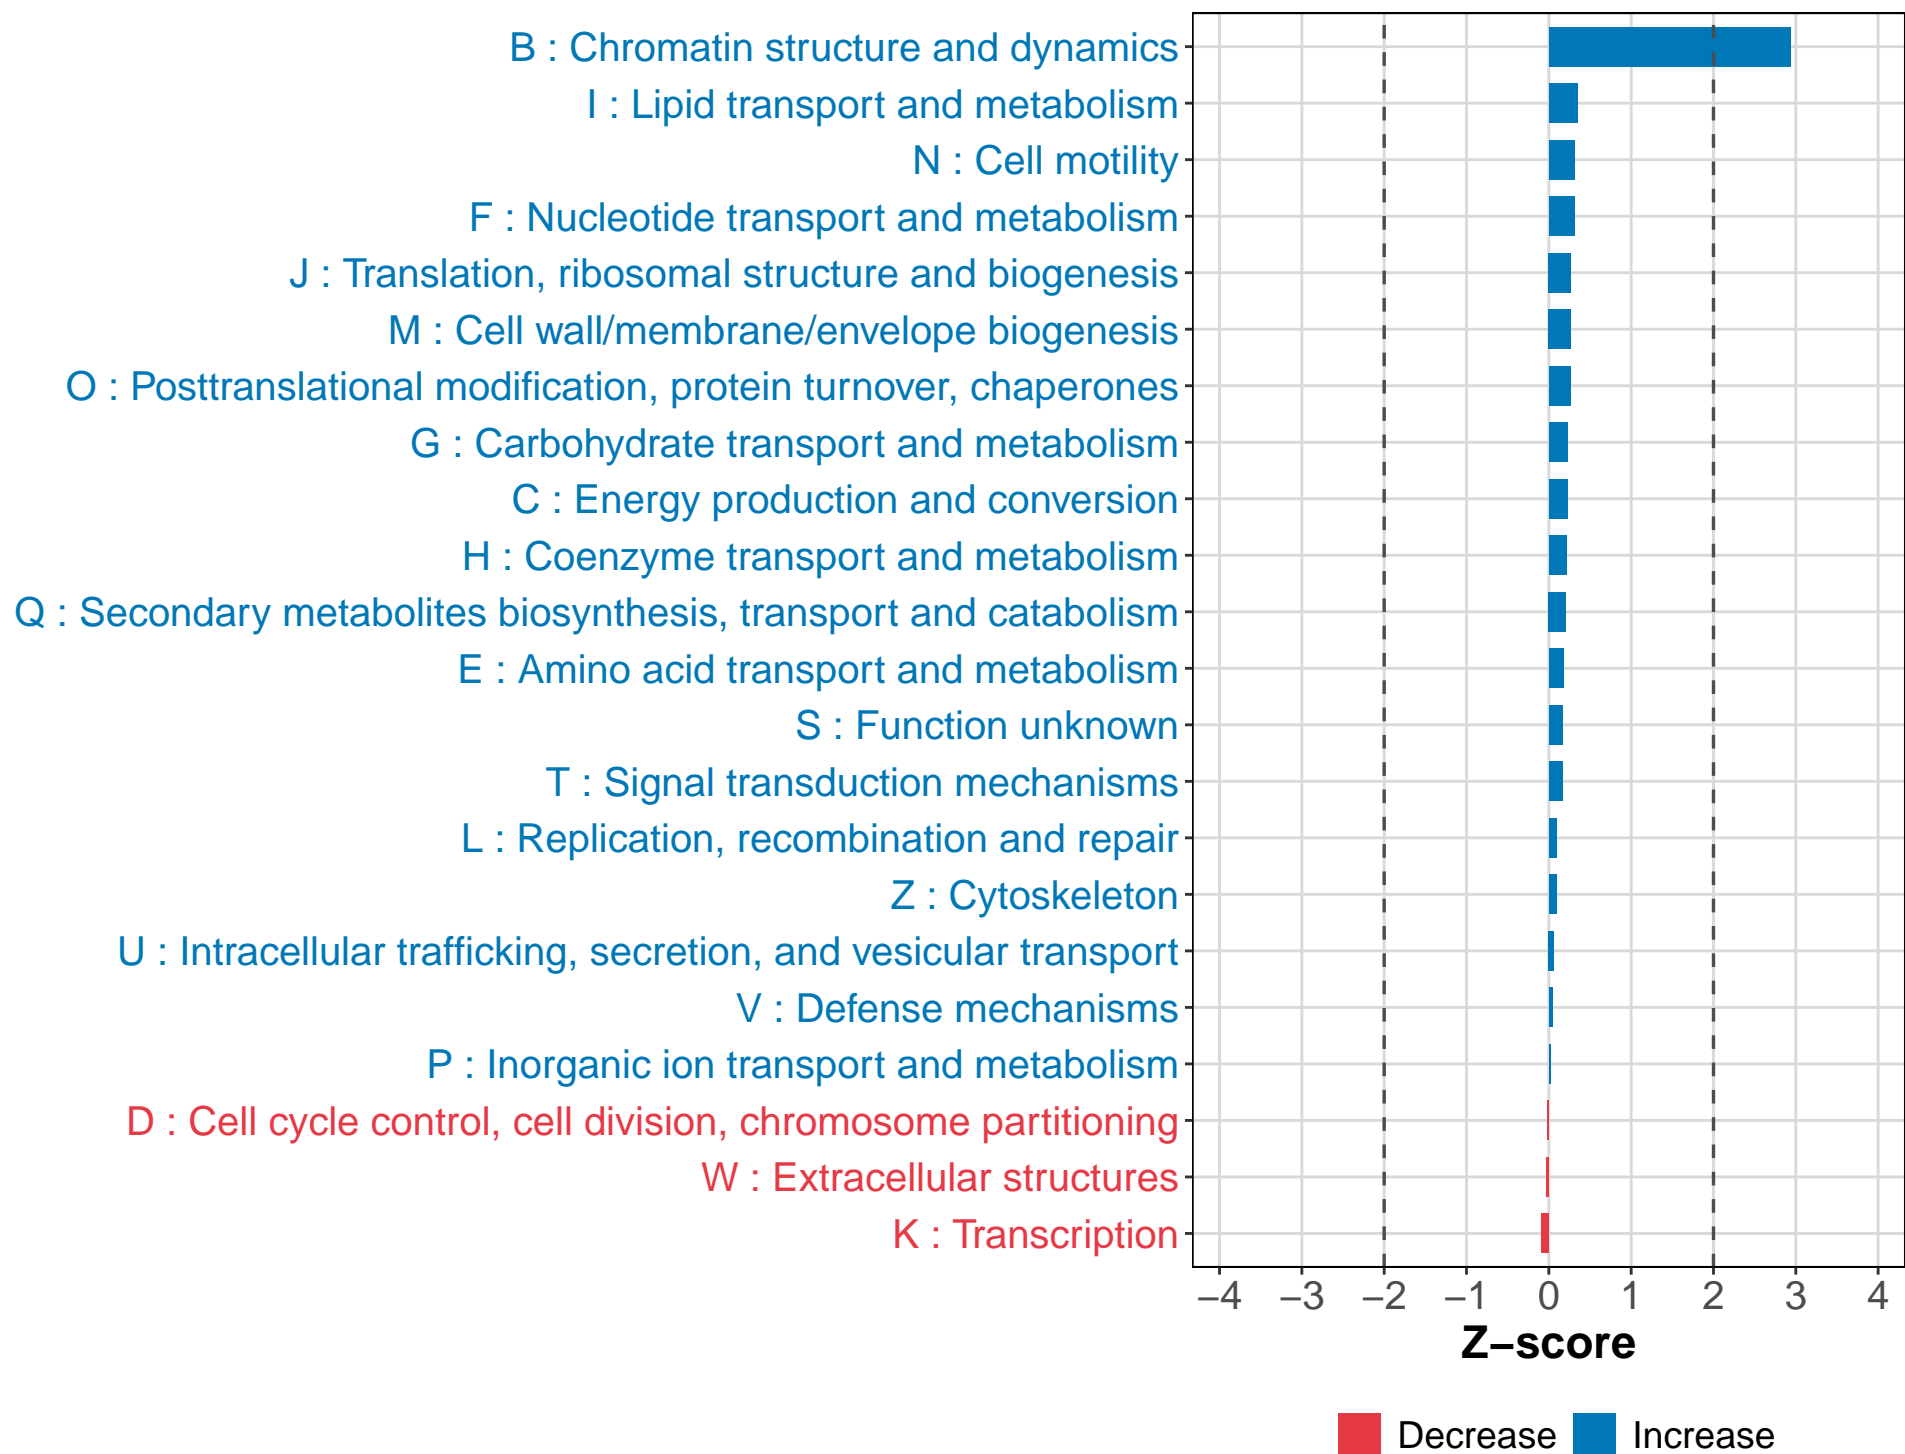 B : Chromatin structure and dynamics
I : Lipid transport and metabolism
N : Cell motility
F : Nucleotide transport and metabolism
J : Translation, ribosomal structure and biogenesis
M : Cell wall/membrane/envelope biogenesis
O : Posttranslational modification, protein turnover, chaperones
G : Carbohydrate transport and metabolism
C : Energy production and conversion
H : Coenzyme transport and metabolism
Q : Secondary metabolites biosynthesis, transport and catabolism
E : Amino acid transport and metabolism
S : Function unknown
T : Signal transduction mechanisms
L : Replication, recombination and repair
Z : Cytoskeleton
U : Intracellular trafficking, secretion, and vesicular transport
V : Defense mechanisms
P : Inorganic ion transport and metabolism
D : Cell cycle control, cell division, chromosome partitioning
W : Extracellular structures
K : Transcription
−4 −3 −2 −1 0 1 2 3 4
Z−score
Decrease Increase